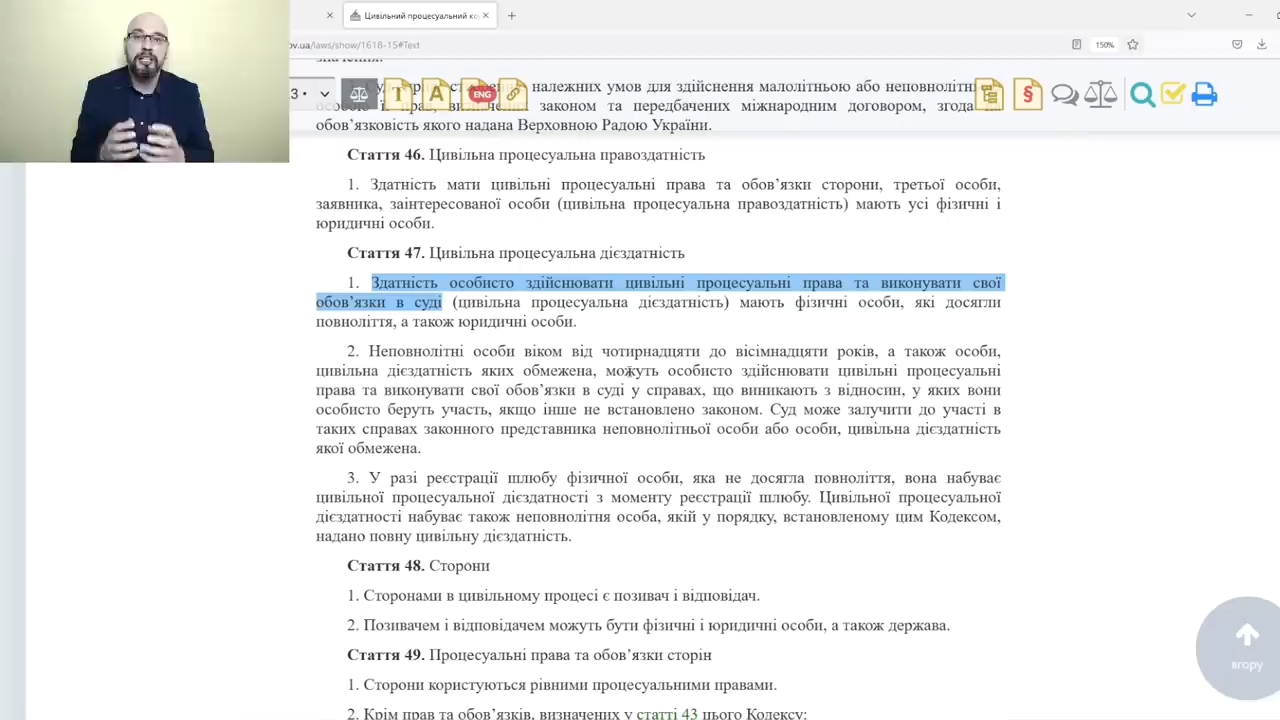 Цивільний процесуальний ко
ov.ua/laws/show/1618-15#Text
150%
значення.
належних умов для здійснення малолітньою або неповнолітн
законом та передбачених міжнародним договором, згода на
обов’язковість якого надана Верховною Радою України.
T A ENG §
Стаття 46. Цивільна процесуальна правоздатність
1. Здатність мати цивільні процесуальні права та обов’язки сторони, третьої особи,
заявника, заінтересованої особи (цивільна процесуальна правоздатність) мають усі фізичні і
юридичні особи.
Стаття 47. Цивільна процесуальна дієздатність
1. Здатність особисто здійснювати цивільні процесуальні права та виконувати свої
обов’язки в суді (цивільна процесуальна дієздатність) мають фізичні особи, які досягли
повноліття, а також юридичні особи.
2. Неповнолітні особи віком від чотирнадцяти до вісімнадцяти років, а також особи,
цивільна дієздатність яких обмежена, можуть особисто здійснювати цивільні процесуальні
права та виконувати свої обов’язки в суді у справах, що виникають з відносин, у яких вони
особисто беруть участь, якщо інше не встановлено законом. Суд може залучити до участі в
таких справах законного представника неповнолітньої особи або особи, цивільна дієздатність
якої обмежена.
3. У разі реєстрації шлюбу фізичної особи, яка не досягла повноліття, вона набуває
цивільної процесуальної дієздатності з моменту реєстрації шлюбу. Цивільної процесуальної
дієздатності набуває також неповнолітня особа, якій у порядку, встановленому цим Кодексом,
надано повну цивільну дієздатність.
Стаття 48. Сторони
1. Сторонами в цивільному процесі є позивач і відповідач.
2. Позивачем і відповідачем можуть бути фізичні і юридичні особи, а також держава.
Стаття 49. Процесуальні права та обов’язки сторін
1. Сторони користуються рівними процесуальними правами.
2. Крім прав та обов’язків, визначених у статті 43 цього Кодексу:
вгору